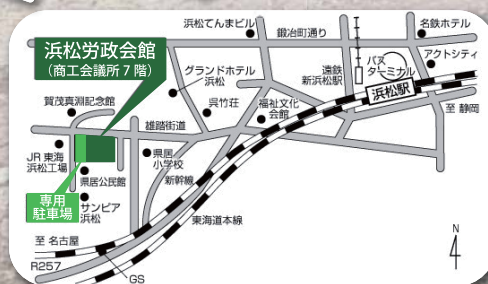 浜松てんまビル
鍛冶町通り
名鉄ホテル
浜松労政会館
(商工会議所7階)
グランドホテル
浜松
遠鉄
新浜松駅
バス
ターミナル
アクトシティ
浜松駅
至 静岡
賀茂真淵記念館
呉竹荘
福祉文化
会館
雄踏街道
JR東海
浜松工場
県居
小学校
県居公民館
新幹線
専用
駐車場
サンピア
浜松
東海道本線
至 名古屋
R257
GS
N
4